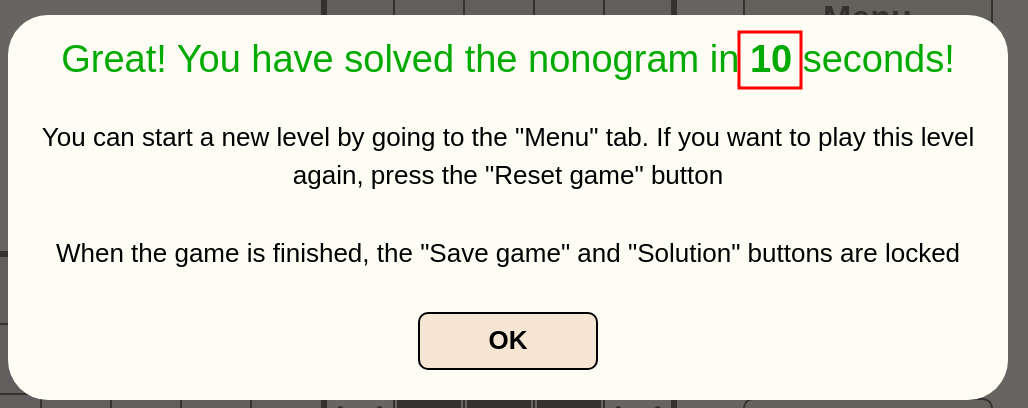 Menu
Great! You have solved the nonogram in 10 seconds!
You can start a new level by going to the "Menu" tab. If you want to play this level
again, press the "Reset game" button
When the game is finished, the "Save game" and "Solution" buttons are locked
OK